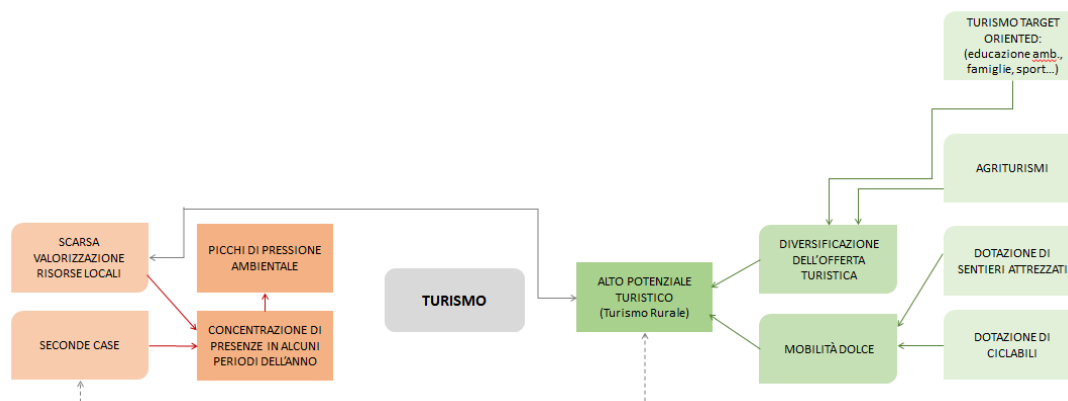 TURISMO TARGET
ORIENTED:
(educazione amb.,
famiglie, sport...)
AGRITURISMI
SCARSA
VALORIZZAZIONE
RISORSE LOCALI
PICCHI DI PRESSIONE
AMBIENTALE
TURISMO
ALTO POTENZIALE
TURISTICO
(Turismo Rurale)
DIVERSIFICAZIONE
DELL'OFFERTA
TURISTICA
DOTAZIONE DI
SENTIERI ATTREZZATI
SECONDE CASE
CONCENTRAZIONE DI
PRESENZE IN ALCUNI
PERIODI DELL'ANNO
MOBILITÀ DOLCE
DOTAZIONE DI
CICLABILI